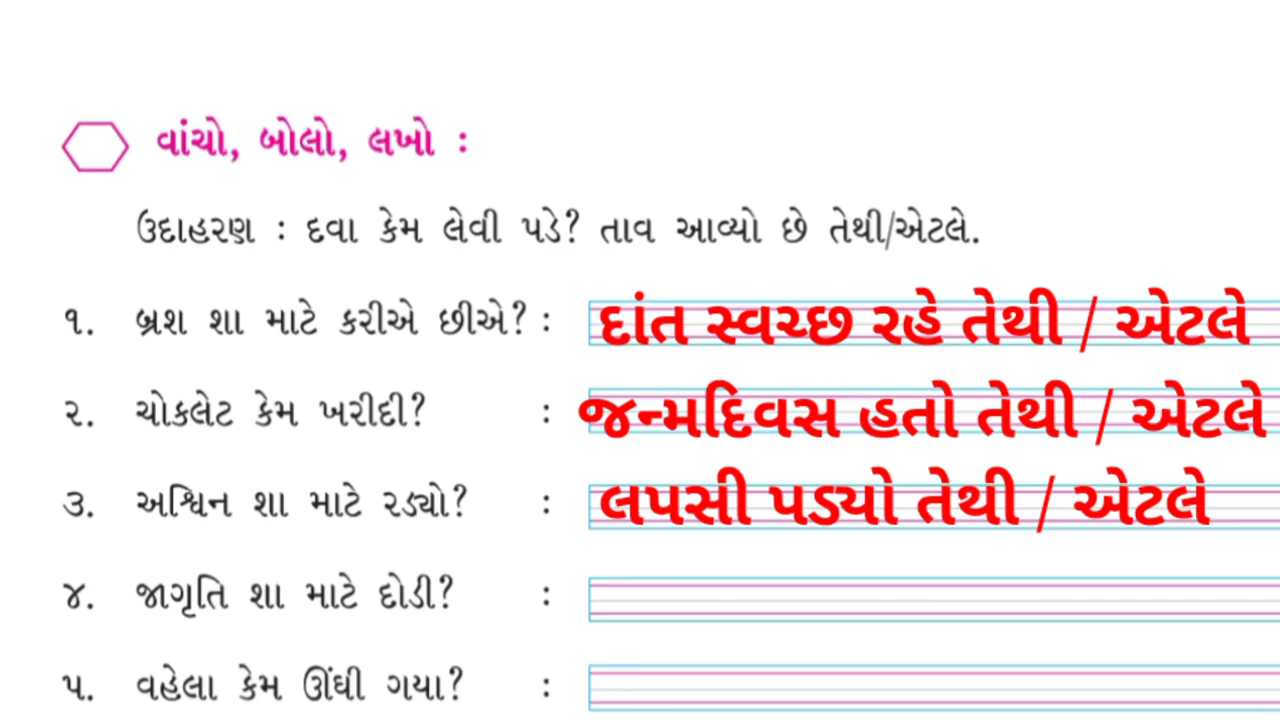 વાંચો, બોલો, લખો :
ઉદાહરણ : દવા કેમ લેવી પડે? તાવ આવ્યો છે તેથી/એટલે.
૧. બ્રશ શા માટે કરીએ છીએ? : દાંત સ્વચ્છ રહે તેથી / એટલે
૨. ચોકલેટ કેમ ખરીદી? : જન્મદિવસ હતો તેથી / એટલે
૩. અશ્વિન શા માટે રડ્યો? : લપસી પડ્યો તેથી / એટલે
૪. જાગૃતિ શા માટે દોડી? :
૫. વહેલા કેમ ઊંઘી ગયા? :